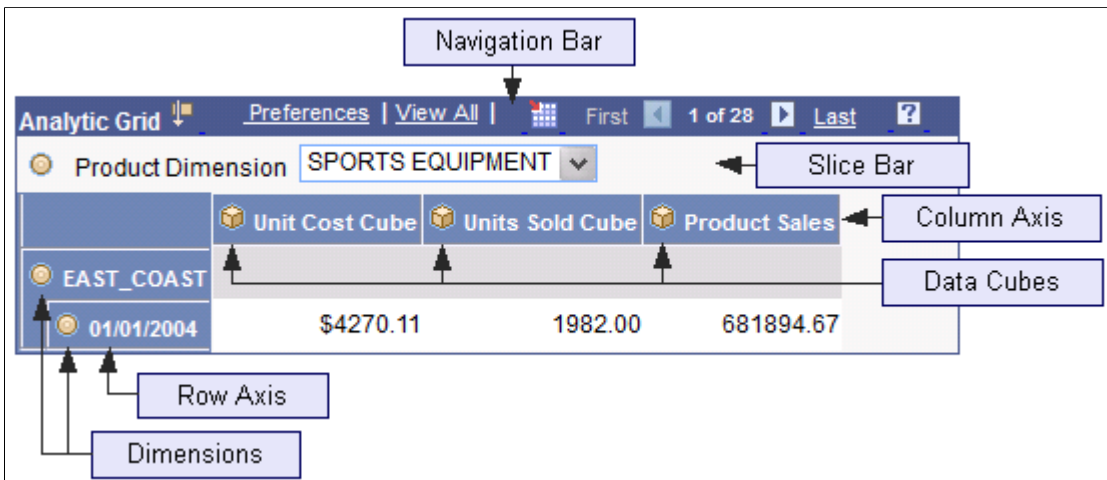 Navigation Bar
Analytic Grid Preferences | View All | First 1 of 28 Last ?
Product Dimension SPORTS EQUIPMENT
Slice Bar
Unit Cost Cube Units Sold Cube Product Sales
Column Axis
EAST_COAST
Data Cubes
01/01/2004 $4270.11 1982.00 681894.67
Row Axis
Dimensions